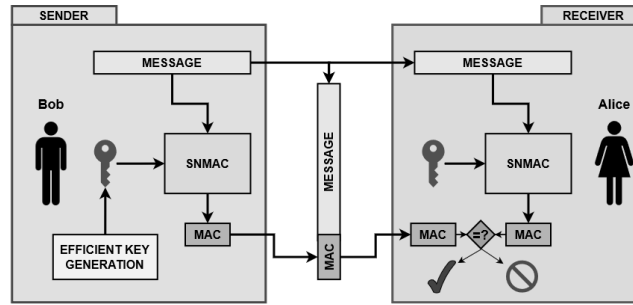 SENDER
RECEIVER
MESSAGE
MESSAGE
Bob
Alice
MESSAGE
SNMAC
SNMAC
MAC
MAC
=?
MAC
MAC
EFFICIENT KEY
GENERATION